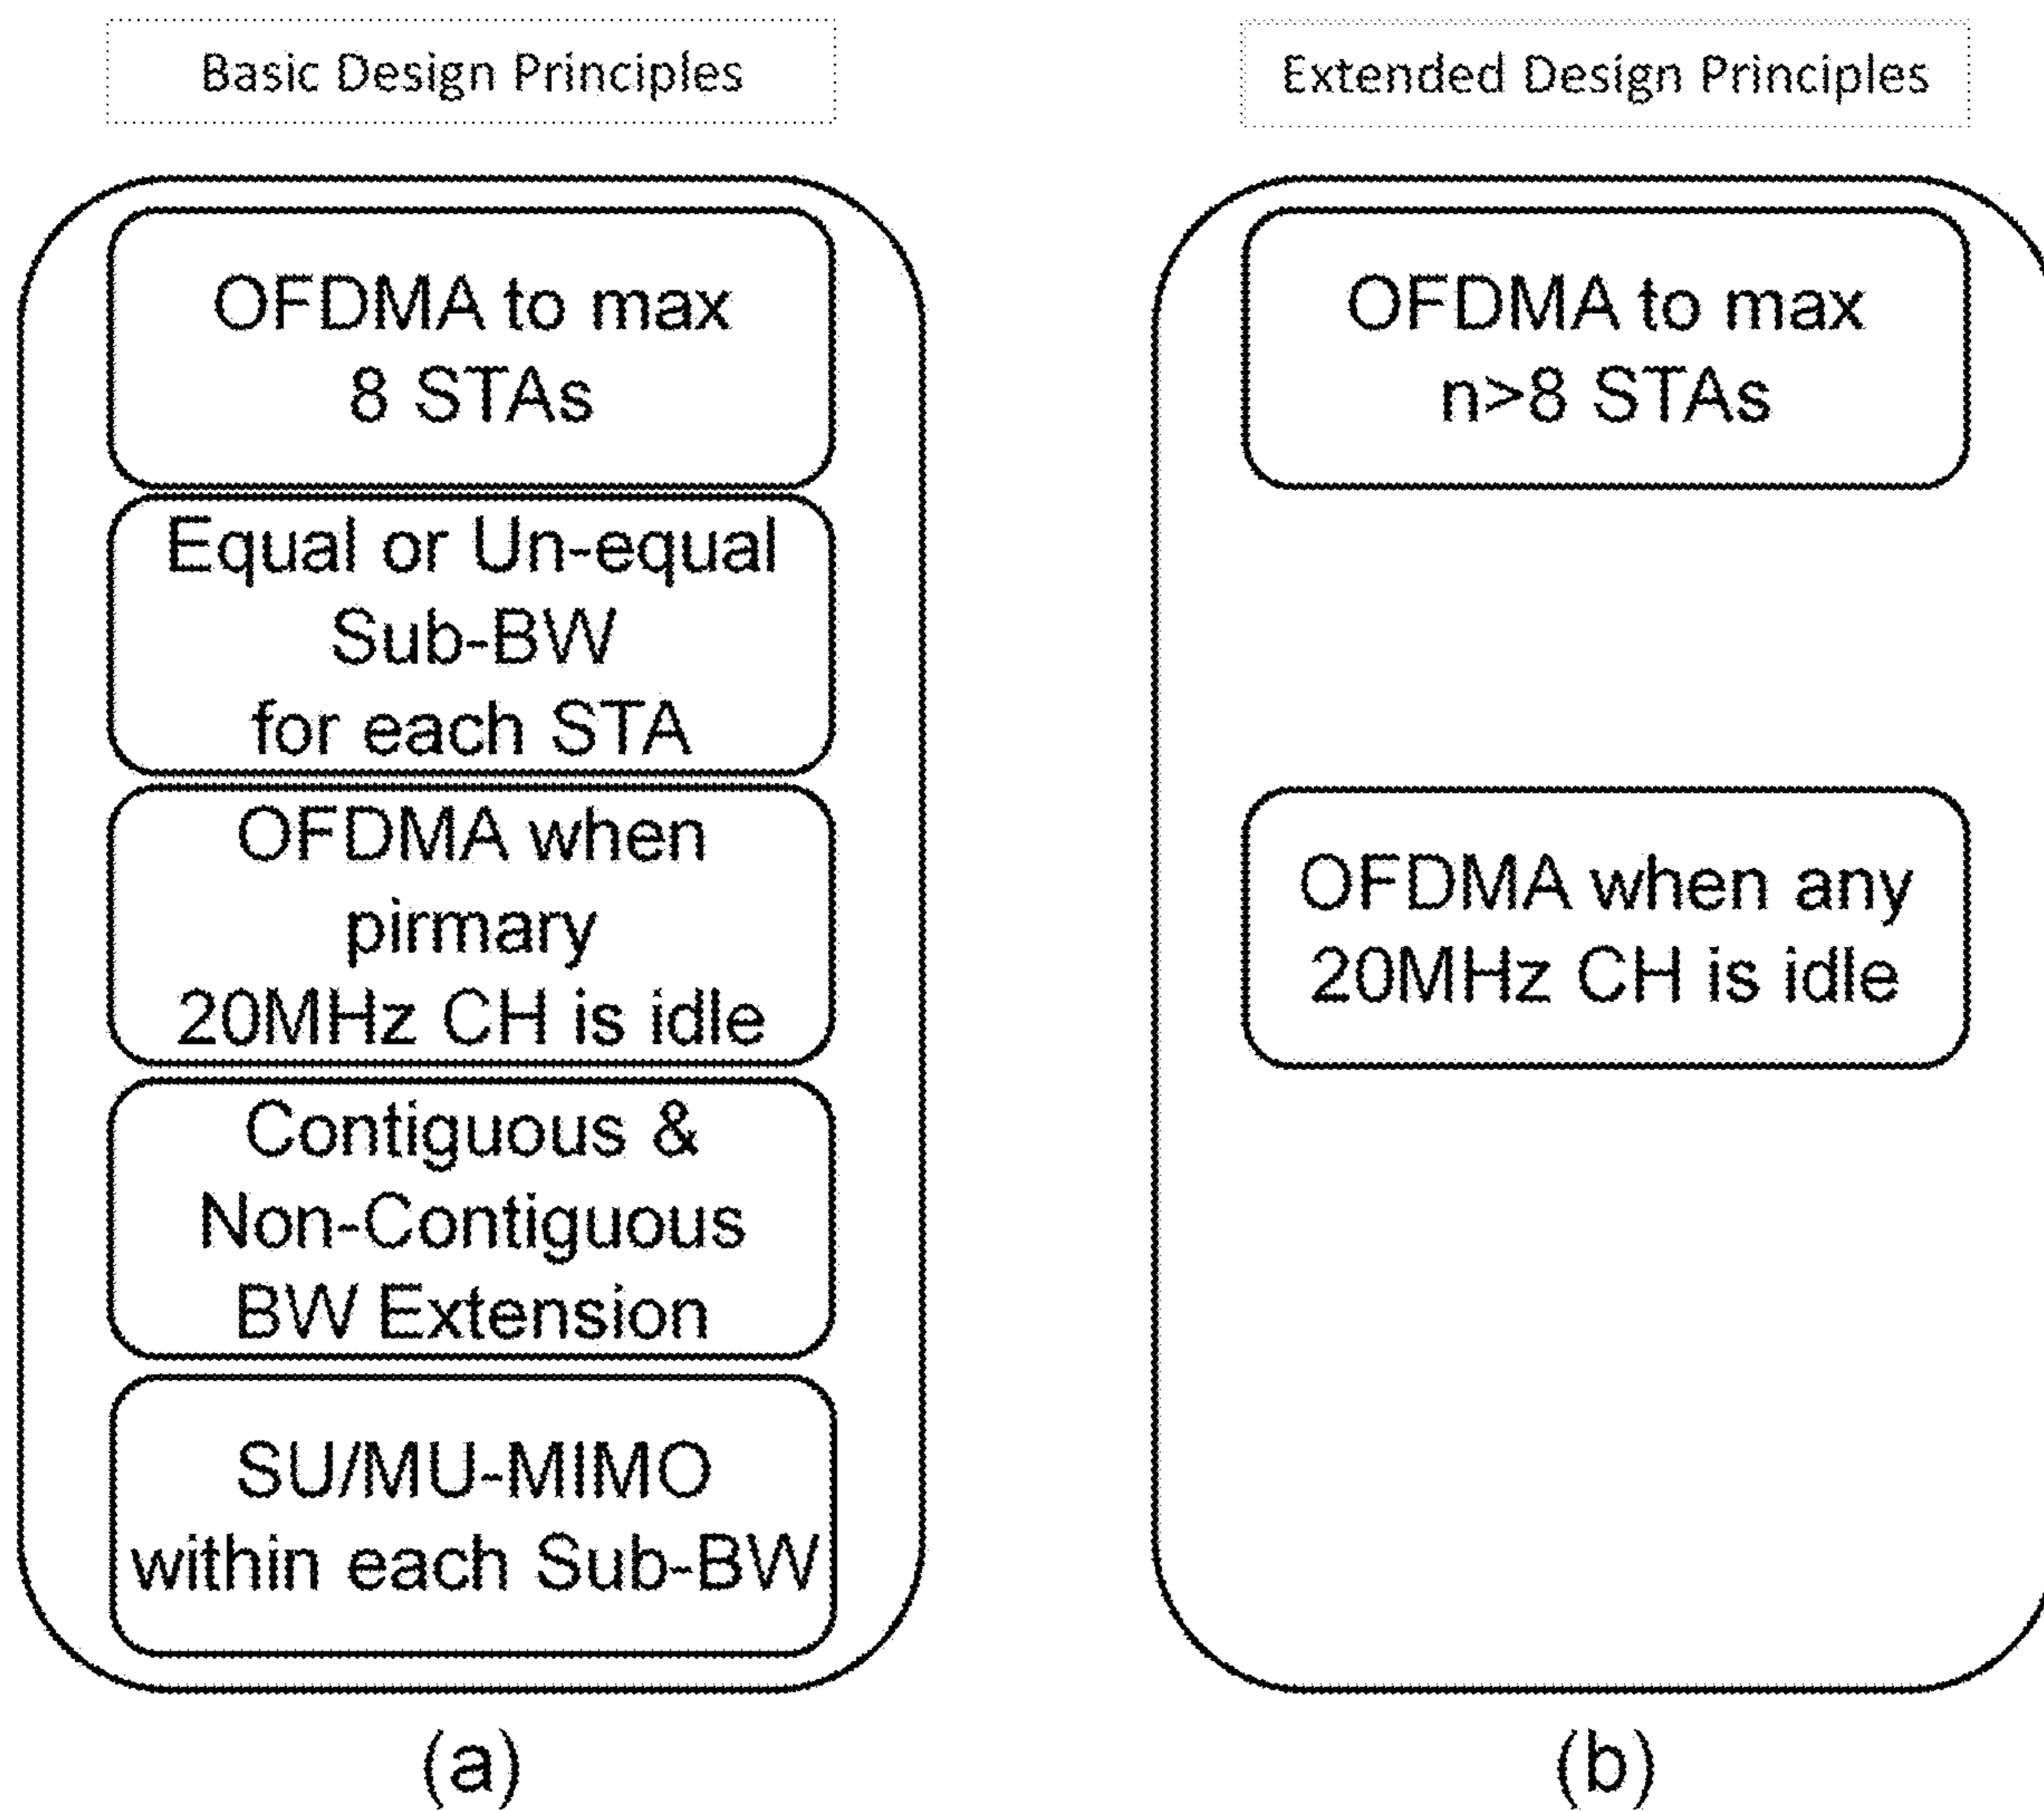 Basic Design Principles
OFDMA to max
8 STAs
Equal or Un-equal
Sub-BW
for each STA
OFDMA when
pirmary
20MHz CH is idle
Contiguous &
Non-Contiguous
BW Extension
SU/MU-MIMO
within each Sub-BW
(a)
Extended Design Principles
OFDMA to max
n>8 STAs
OFDMA when any
20MHz CH is idle
(b)